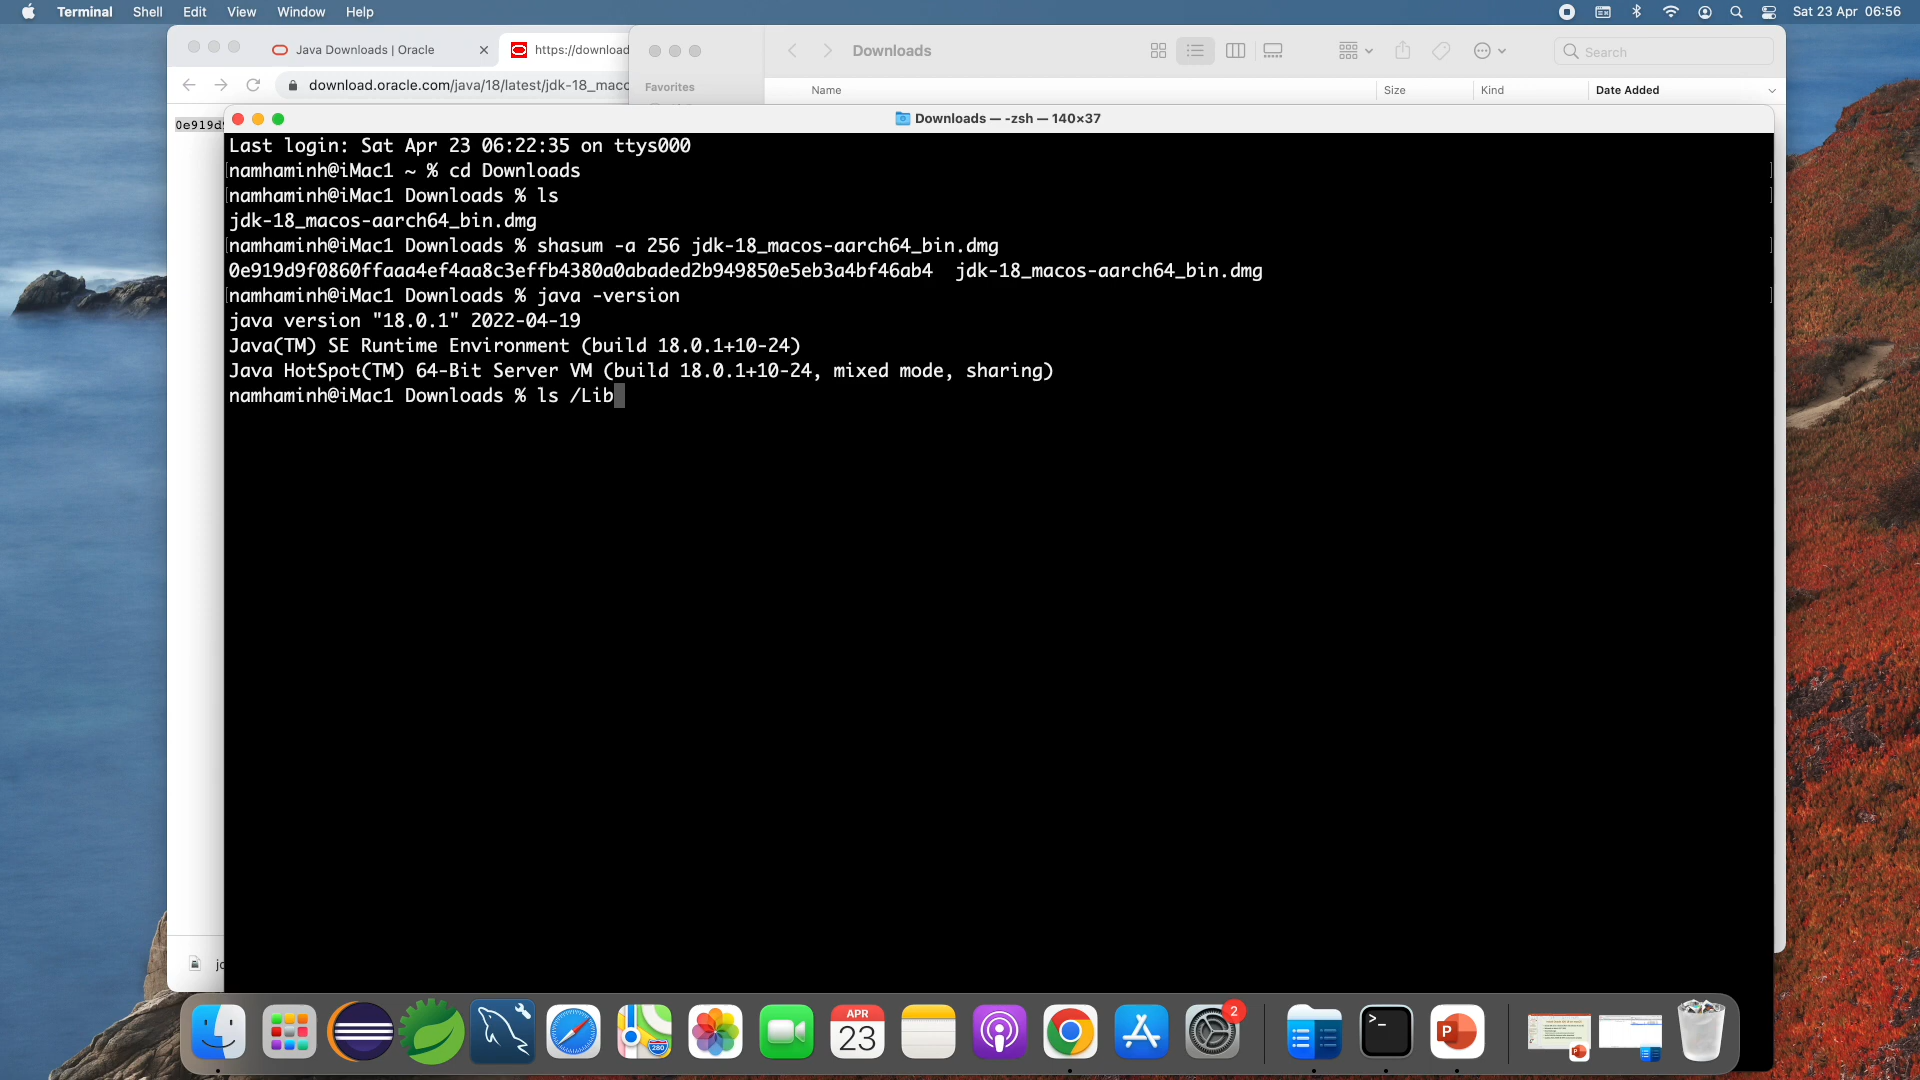 Terminal Shell Edit View Window Help Sat 23 Apr 06:56
Java Downloads | Oracle https://download
Downloads Search
download.oracle.com/java/18/latest/jdk-18_maco
Favorites
Name Size Kind Date Added
0e919d
Downloads — -zsh — 140×37
Last login: Sat Apr 23 06:22:35 on ttys000
namhaminh@iMac1 ~ % cd Downloads
namhaminh@iMac1 Downloads % ls
jdk-18_macos-aarch64_bin.dmg
namhaminh@iMac1 Downloads % shasum -a 256 jdk-18_macos-aarch64_bin.dmg
0e919d9f0860ffaaa4ef4aa8c3effb4380a0abaded2b949850e5eb3a4bf46ab4  jdk-18_macos-aarch64_bin.dmg
namhaminh@iMac1 Downloads % java -version
java version "18.0.1" 2022-04-19
Java(TM) SE Runtime Environment (build 18.0.1+10-24)
Java HotSpot(TM) 64-Bit Server VM (build 18.0.1+10-24, mixed mode, sharing)
namhaminh@iMac1 Downloads % ls /Lib
APR
23
280
2
>_
P